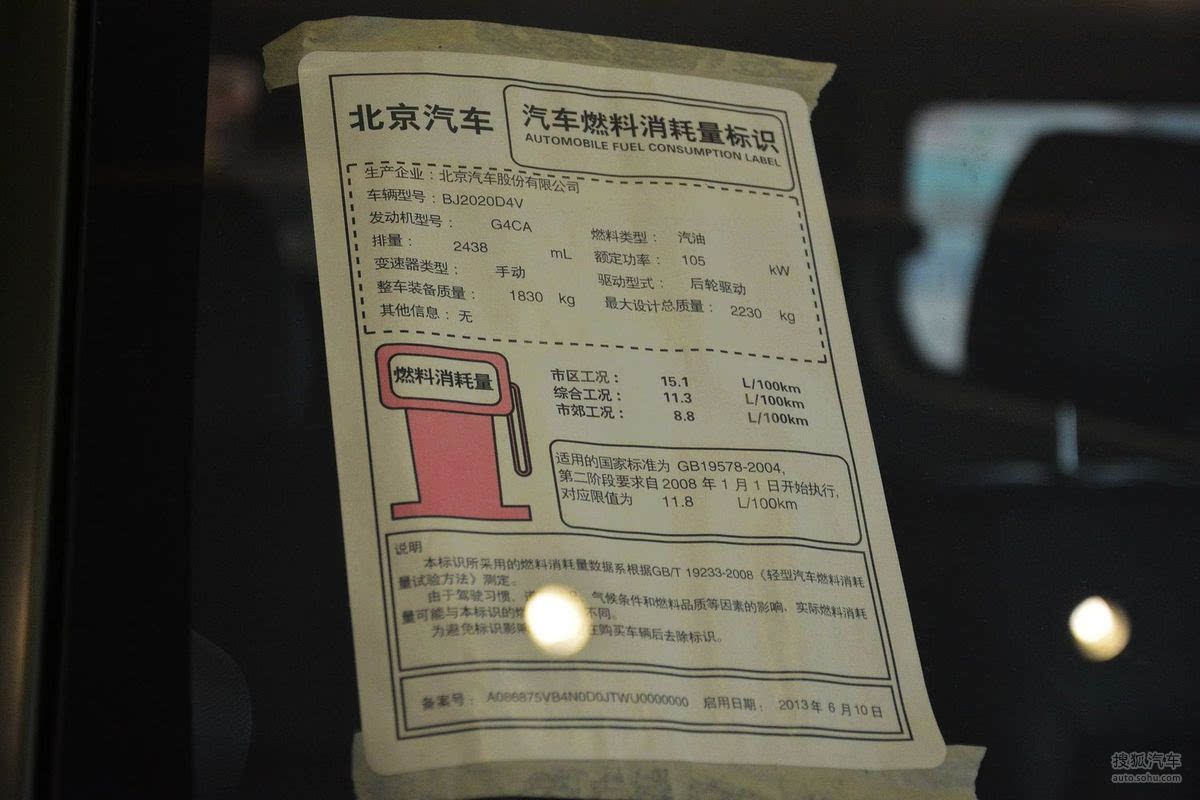 北京汽车
汽车燃料消耗量标识
AUTOMOBILE FUEL CONSUMPTION LABEL
生产企业：北京汽车股份有限公司
车辆型号：BJ2020D4V
发动机型号： G4CA 燃料类型： 汽油
排量： 2438 mL 额定功率： 105 kW
变速器类型： 手动 驱动型式： 后轮驱动
整车装备质量： 1830 kg 最大设计总质量： 2230 kg
其他信息：无
燃料消耗量
市区工况： 15.1 L/100km
综合工况： 11.3 L/100km
市郊工况： 8.8 L/100km
适用的国家标准为 GB19578-2004,
第二阶段要求自 2008 年 1 月 1 日开始执行,
对应限值为 11.8 L/100km
说明
本标识所采用的燃料消耗量数据系根据GB/T 19233-2008《轻型汽车燃料消耗
量试验方法》测定。
由于驾驶习惯、 气候条件和燃料品质等因素的影响，实际燃料消耗
量可能与本标识的燃 不同。
为避免标识影 在购买车辆后去除标识。
备案号： A086875VB4N0D0JTWU0000000 启用日期： 2013 年 6 月 10 日
搜狐汽车
auto.sohu.com